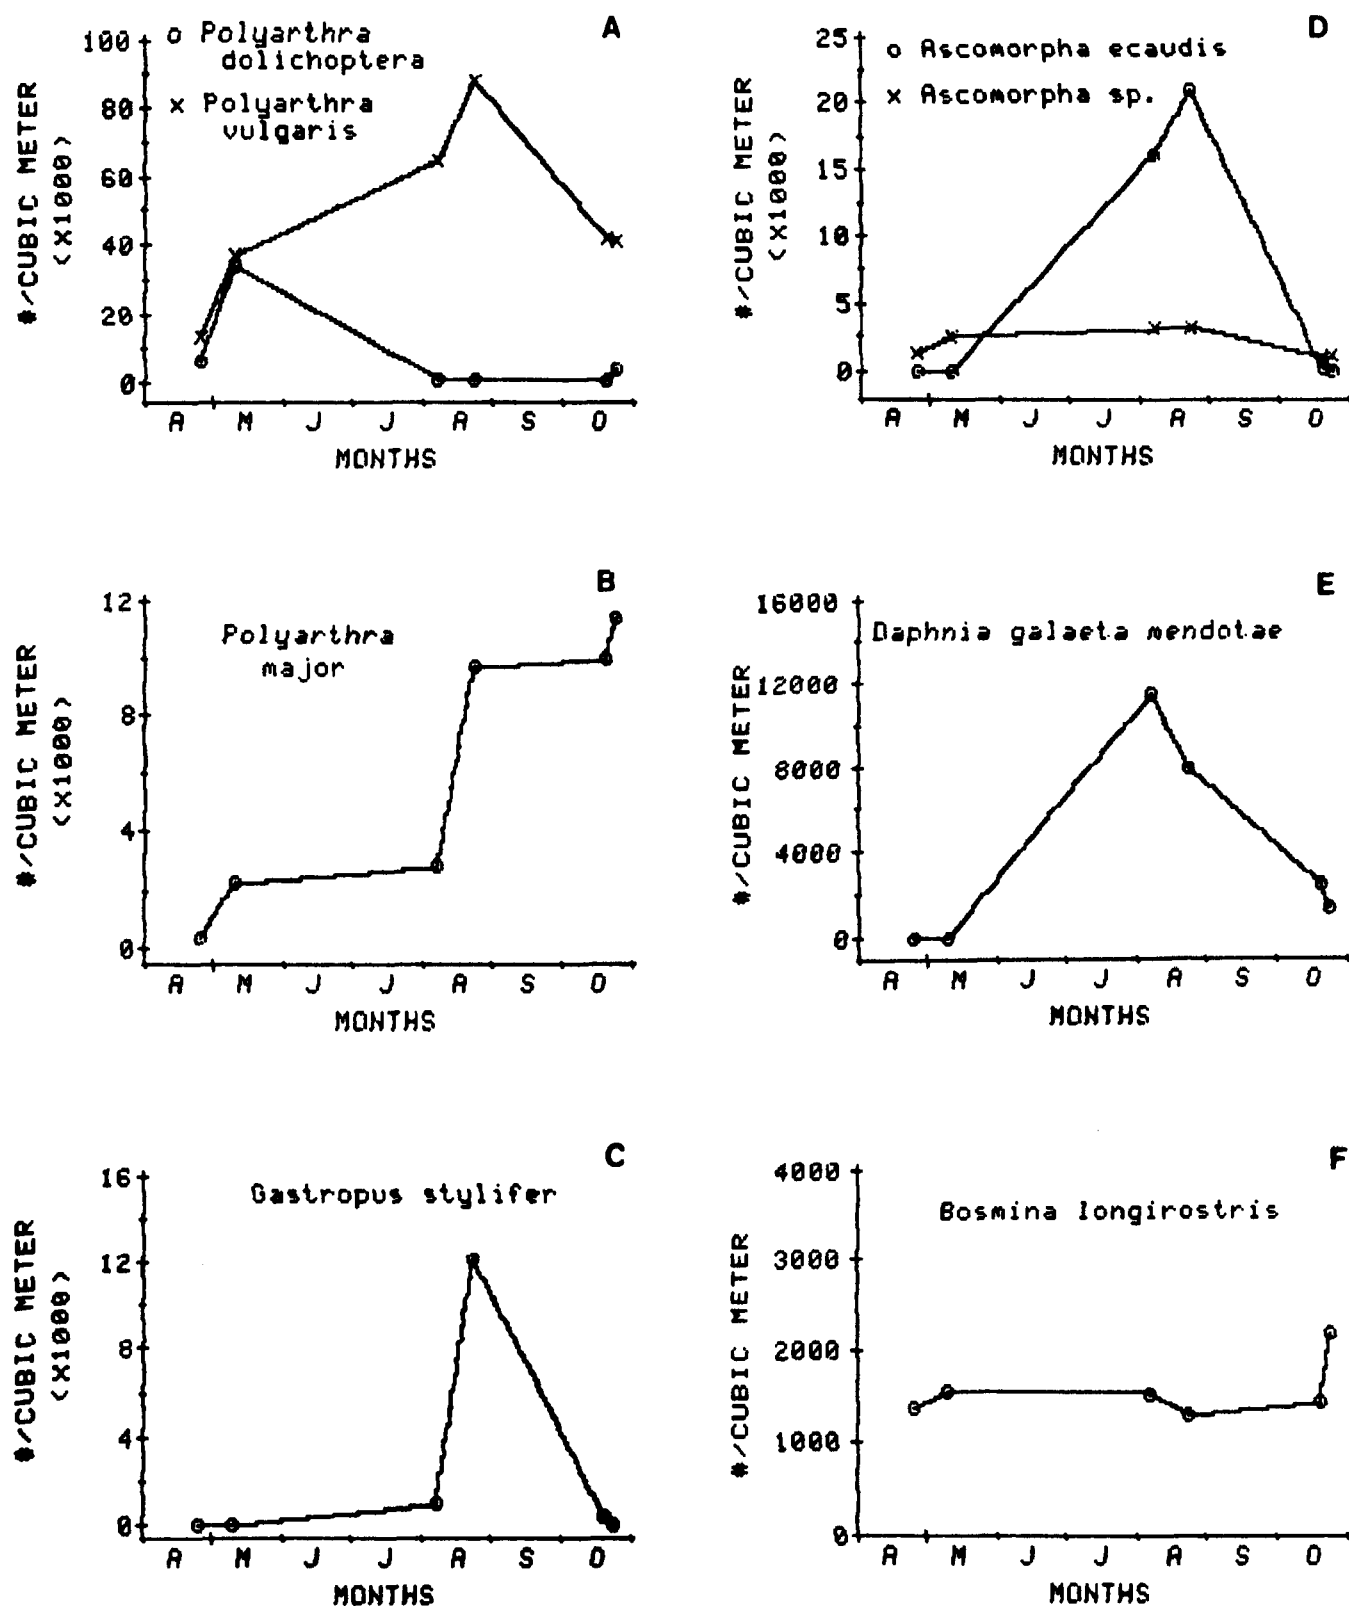 A
o Polyarthra
dolichoptera
x Polyarthra
vulgaris
#/CUBIC METER
(X1000)
100
80
60
40
20
0
A M J J A S O
MONTHS
D
o Ascomorpha ecaudis
x Ascomorpha sp.
#/CUBIC METER
(X1000)
25
20
15
10
5
0
A M J J A S O
MONTHS
B
Polyarthra
major
#/CUBIC METER
(X1000)
12
8
4
0
A M J J A S O
MONTHS
E
Daphnia galaeta mendotae
#/CUBIC METER
16000
12000
8000
4000
0
A M J J A S O
MONTHS
C
Gastropus stylifer
#/CUBIC METER
(X1000)
16
12
8
4
0
A M J J A S O
MONTHS
F
Bosmina longirostris
#/CUBIC METER
4000
3000
2000
1000
0
A M J J A S O
MONTHS